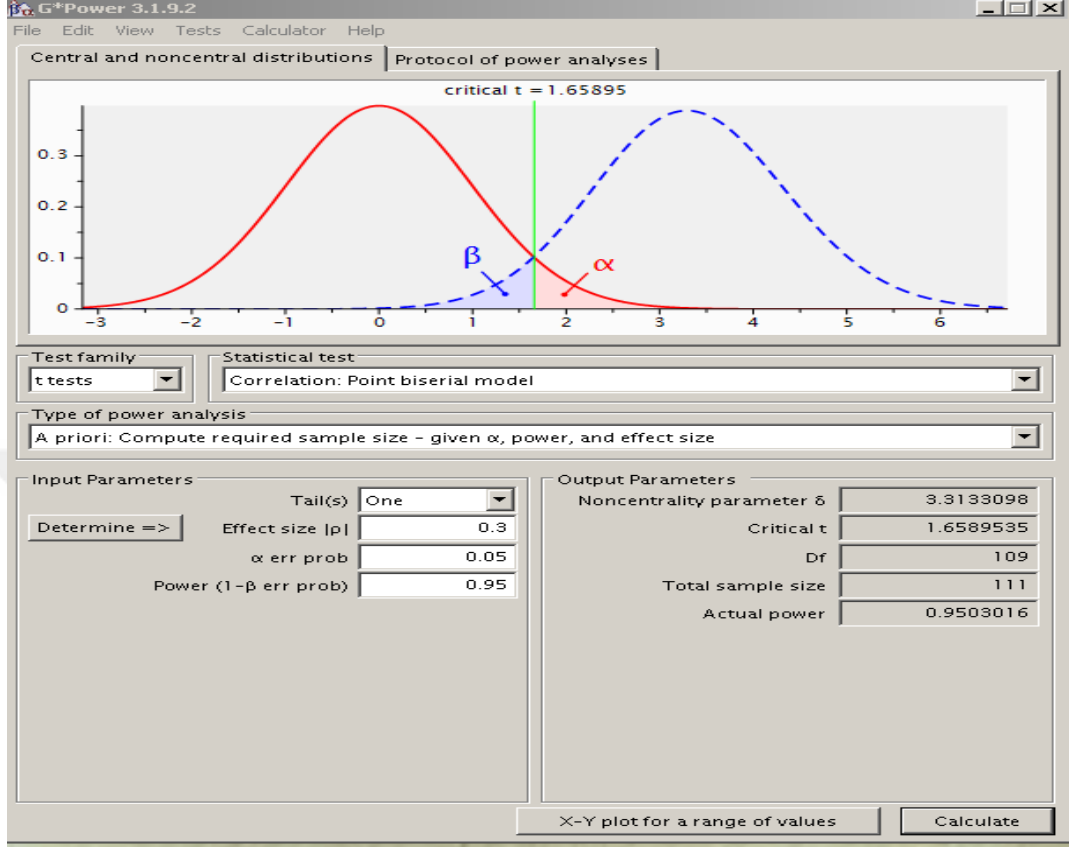 βα G*Power 3.1.9.2
File Edit View Tests Calculator Help
Central and noncentral distributions Protocol of power analyses
critical t = 1.65895
0.3
0.2
0.1
0
β
α
-3 -2 -1 0 1 2 3 4 5 6
Test family Statistical test
t tests Correlation: Point biserial model
Type of power analysis
A priori: Compute required sample size - given α, power, and effect size
Input Parameters Output Parameters
Tail(s) One Noncentrality parameter δ 3.3133098
Determine => Effect size |ρ| 0.3 Critical t 1.6589535
α err prob 0.05 Df 109
Power (1-β err prob) 0.95 Total sample size 111
Actual power 0.9503016
X-Y plot for a range of values Calculate